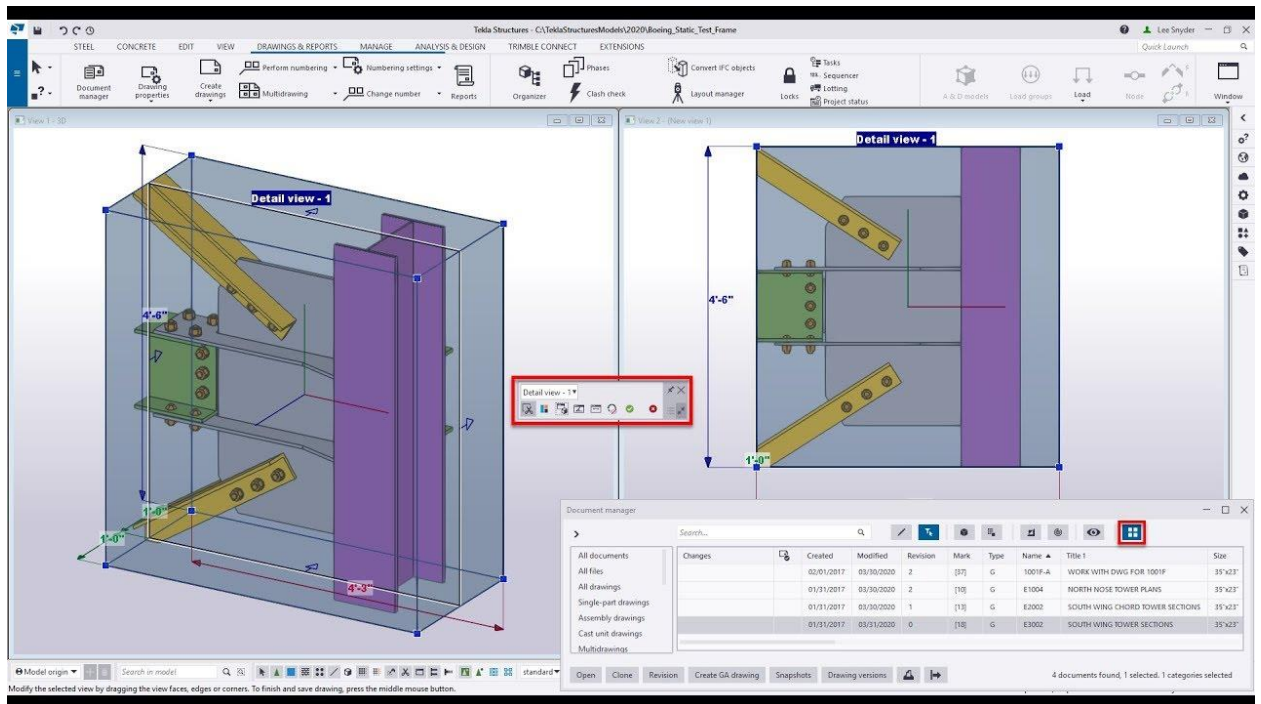 Tekla Structures - C:\TeklaStructuresModels\2020\Boeing_Static_Test_Frame
Lee Snyder
STEEL CONCRETE EDIT VIEW DRAWINGS & REPORTS MANAGE ANALYSIS & DESIGN TRIMBLE CONNECT EXTENSIONS Quick Launch
Document manager
Drawing properties
Create drawings
Perform numbering
Multidrawing
Numbering settings
Change number
Reports
Organizer
Phases
Clash check
Convert IFC objects
Layout manager
Locks
Tasks
Sequencer
Lotting
Project status
A & D models
Load groups
Load
Node
Window
View 1 - 3D
View 2 - (New view 1)
Detail view - 1
4'-6"
1'-0"
1'-0"
4'-3"
Detail view - 1
4'-6"
1'-0"
Detail view - 1
Document manager
Search...
All documents
All files
All drawings
Single-part drawings
Assembly drawings
Cast unit drawings
Multidrawings
Changes Created Modified Revision Mark Type Name Title 1 Size
02/01/2017 03/30/2020 2 [37] G 1001F-A WORK WITH DWG FOR 1001F 35"x23"
01/31/2017 03/30/2020 2 [10] G E1004 NORTH NOSE TOWER PLANS 35"x23"
01/31/2017 03/30/2020 1 [13] G E2002 SOUTH WING CHORD TOWER SECTIONS 35"x23"
01/31/2017 03/31/2020 0 [18] G E3002 SOUTH WING TOWER SECTIONS 35"x23"
Open Clone Revision Create GA drawing Snapshots Drawing versions
4 documents found, 1 selected. 1 categories selected
Model origin
Search in model
standard
Modify the selected view by dragging the view faces, edges or corners. To finish and save drawing, press the middle mouse button.